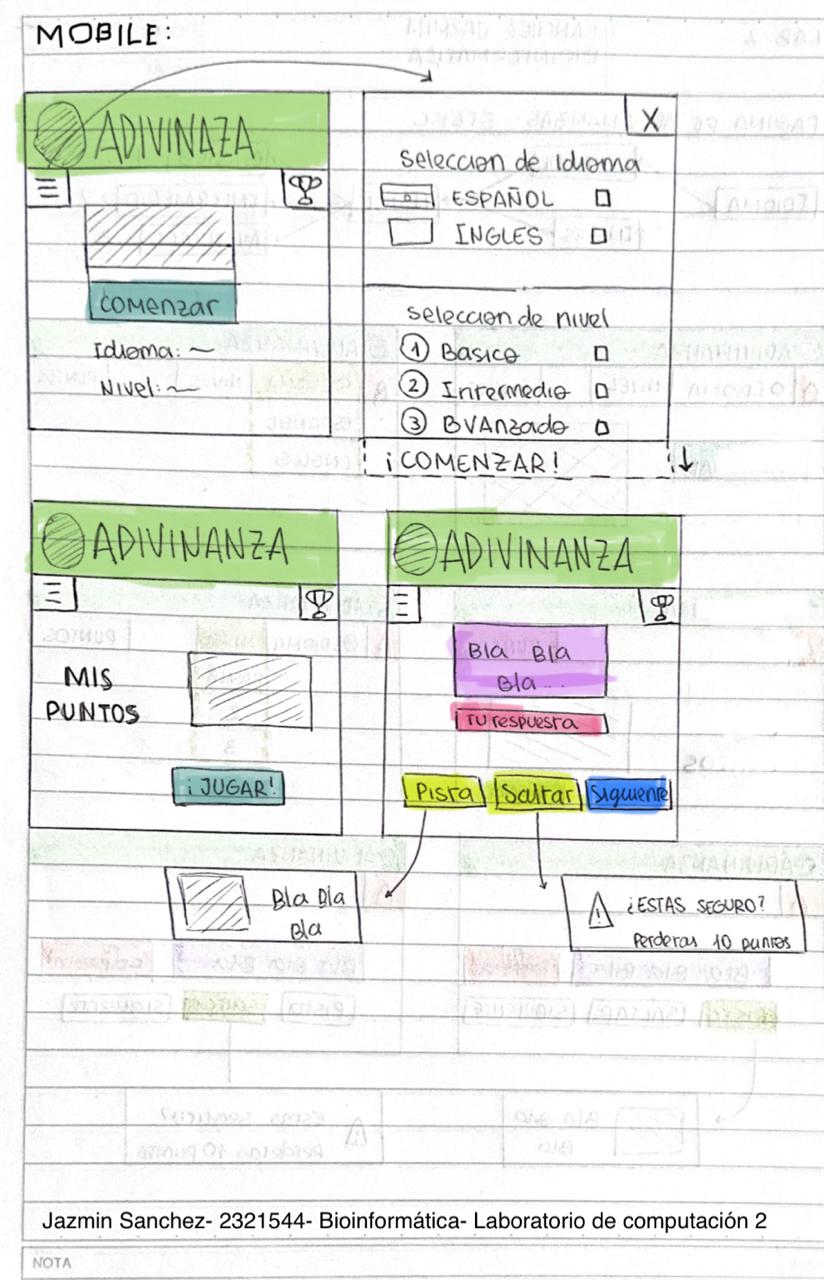 MOBILE:
ADIVINAZA
Comenzar
Idioma: ~
Nivel: ~
X
Seleccion de Idioma
ESPAÑOL
INGLES
Seleccion de nivel
1 Basico
2 Intermedio
3 BVANzado
¡COMENZAR!
ADIVINANZA
MIS
PUNTOS
¡JUGAR!
ADIVINANZA
Bla Bla
Bla...
Tu respuesta
Pista
Saltar
Siguiente
Bla Bla
Bla
¿ESTAS SEGURO?
Perderas 10 puntos
Jazmin Sanchez- 2321544- Bioinformática- Laboratorio de computación 2
NOTA